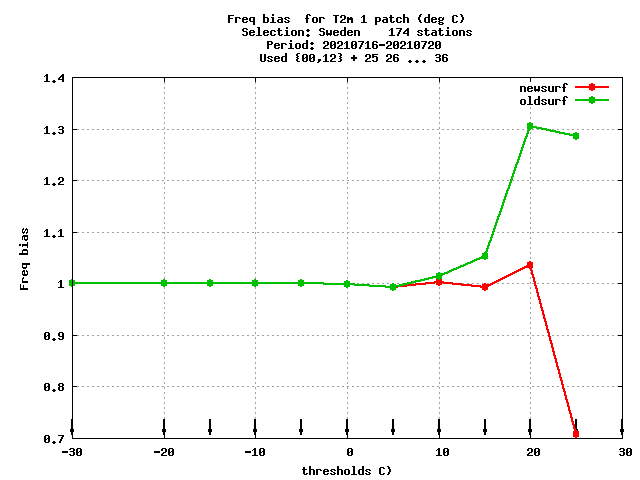 Freq bias  for T2m 1 patch (deg C)
Selection: Sweden    174 stations
Period: 20210716-20210720
Used {00,12} + 25 26 ... 36
newsurf
oldsurf
1.4
1.3
1.2
1.1
1
0.9
0.8
0.7
Freq bias
-30 -20 -10 0 10 20 30
thresholds C)